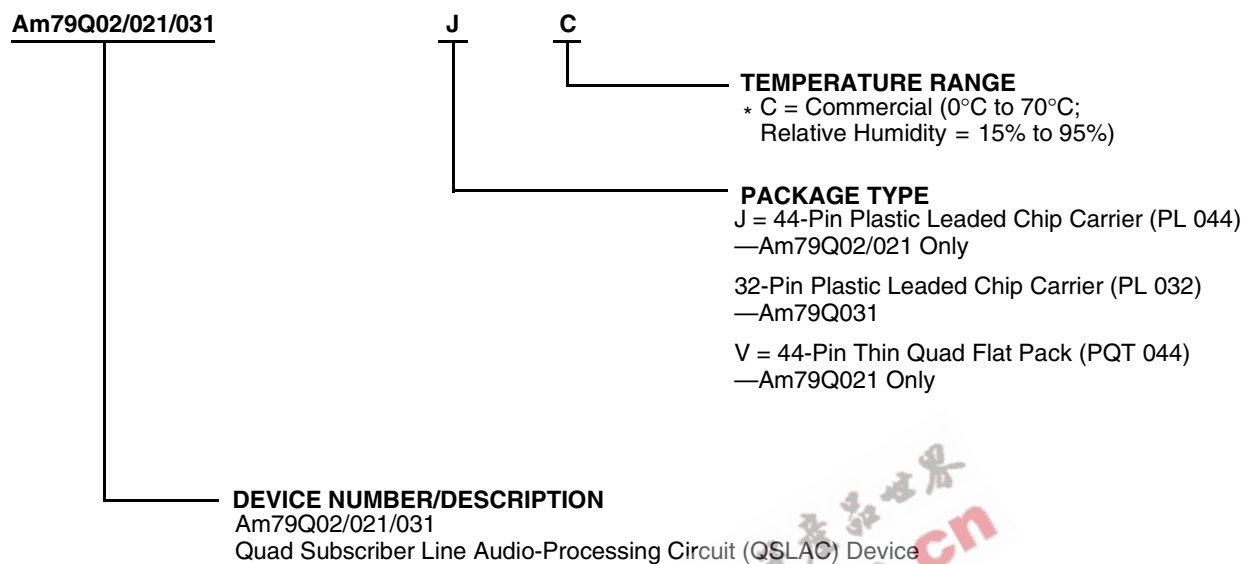 Am79Q02/021/031 J C
TEMPERATURE RANGE
* C = Commercial (0°C to 70°C;
Relative Humidity = 15% to 95%)
PACKAGE TYPE
J = 44-Pin Plastic Leaded Chip Carrier (PL 044)
—Am79Q02/021 Only
32-Pin Plastic Leaded Chip Carrier (PL 032)
—Am79Q031
V = 44-Pin Thin Quad Flat Pack (PQT 044)
—Am79Q021 Only
DEVICE NUMBER/DESCRIPTION
Am79Q02/021/031
Quad Subscriber Line Audio-Processing Circuit (QSLAC) Device